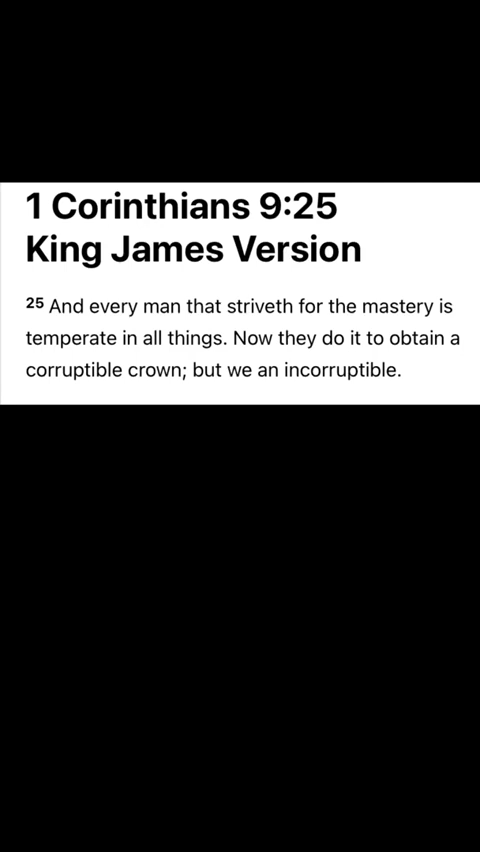 1 Corinthians 9:25
King James Version
25 And every man that striveth for the mastery is
temperate in all things. Now they do it to obtain a
corruptible crown; but we an incorruptible.